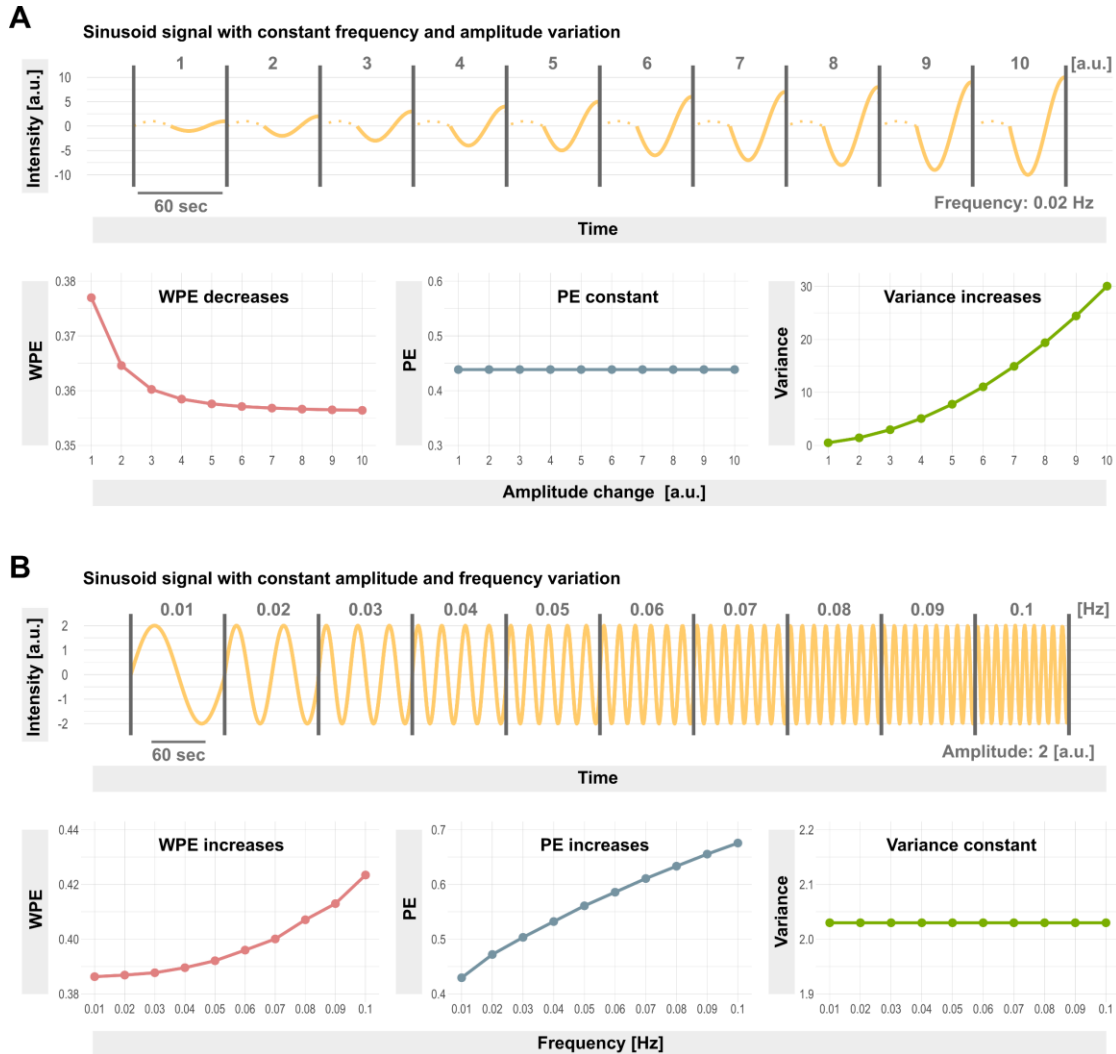 A
Sinusoid signal with constant frequency and amplitude variation
1 2 3 4 5 6 7 8 9 10 [a.u.]
Intensity [a.u.]
10
5
0
-5
-10
60 sec
Frequency: 0.02 Hz
Time
WPE decreases
WPE
0.38
0.37
0.36
0.35
1 2 3 4 5 6 7 8 9 10
PE constant
PE
0.6
0.5
0.4
0.3
1 2 3 4 5 6 7 8 9 10
Variance increases
Variance
30
20
10
0
1 2 3 4 5 6 7 8 9 10
Amplitude change [a.u.]
B
Sinusoid signal with constant amplitude and frequency variation
0.01 0.02 0.03 0.04 0.05 0.06 0.07 0.08 0.09 0.1 [Hz]
Intensity [a.u.]
2
1
0
-1
-2
60 sec
Amplitude: 2 [a.u.]
Time
WPE increases
WPE
0.44
0.42
0.40
0.38
0.01 0.02 0.03 0.04 0.05 0.06 0.07 0.08 0.09 0.1
PE increases
PE
0.7
0.6
0.5
0.4
0.01 0.02 0.03 0.04 0.05 0.06 0.07 0.08 0.09 0.1
Variance constant
Variance
2.2
2.1
2.0
1.9
0.01 0.02 0.03 0.04 0.05 0.06 0.07 0.08 0.09 0.1
Frequency [Hz]